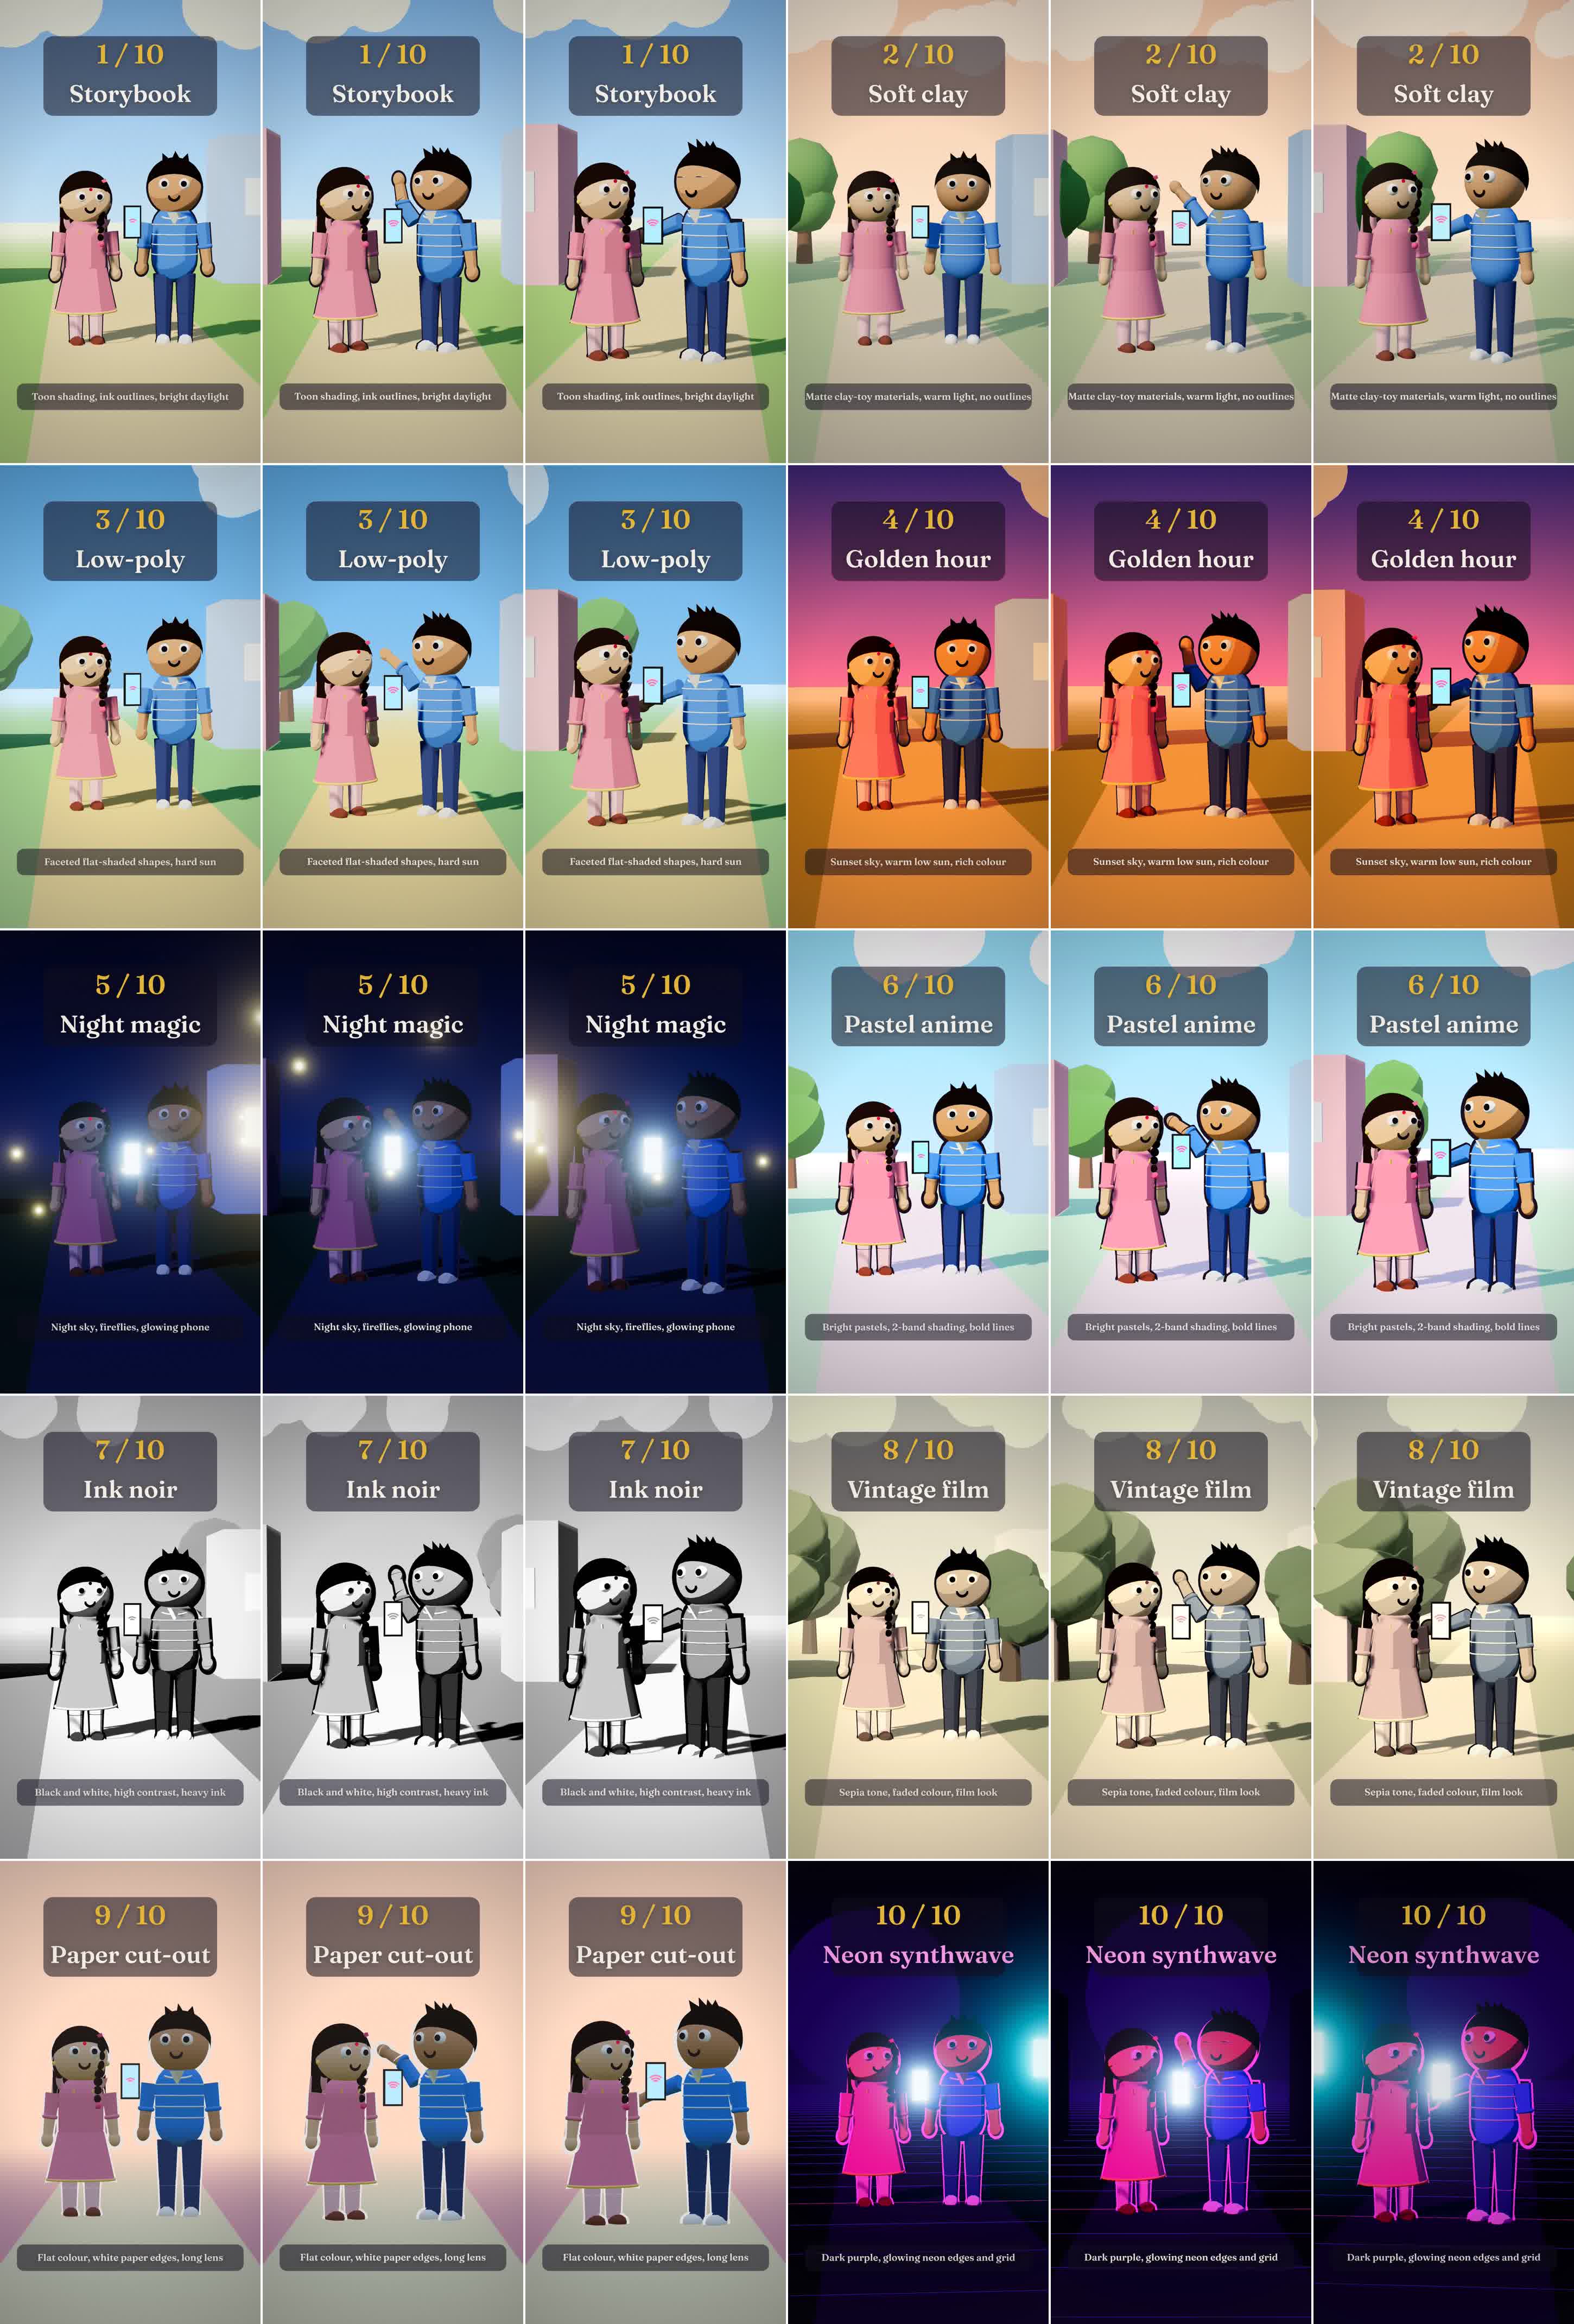 1 / 10
Storybook
Toon shading, ink outlines, bright daylight
1 / 10
Storybook
Toon shading, ink outlines, bright daylight
1 / 10
Storybook
Toon shading, ink outlines, bright daylight
2 / 10
Soft clay
Matte clay-toy materials, warm light, no outlines
2 / 10
Soft clay
Matte clay-toy materials, warm light, no outlines
2 / 10
Soft clay
Matte clay-toy materials, warm light, no outlines
3 / 10
Low-poly
Faceted flat-shaded shapes, hard sun
3 / 10
Low-poly
Faceted flat-shaded shapes, hard sun
3 / 10
Low-poly
Faceted flat-shaded shapes, hard sun
4 / 10
Golden hour
Sunset sky, warm low sun, rich colour
4 / 10
Golden hour
Sunset sky, warm low sun, rich colour
4 / 10
Golden hour
Sunset sky, warm low sun, rich colour
5 / 10
Night magic
Night sky, fireflies, glowing phone
5 / 10
Night magic
Night sky, fireflies, glowing phone
5 / 10
Night magic
Night sky, fireflies, glowing phone
6 / 10
Pastel anime
Bright pastels, 2-band shading, bold lines
6 / 10
Pastel anime
Bright pastels, 2-band shading, bold lines
6 / 10
Pastel anime
Bright pastels, 2-band shading, bold lines
7 / 10
Ink noir
Black and white, high contrast, heavy ink
7 / 10
Ink noir
Black and white, high contrast, heavy ink
7 / 10
Ink noir
Black and white, high contrast, heavy ink
8 / 10
Vintage film
Sepia tone, faded colour, film look
8 / 10
Vintage film
Sepia tone, faded colour, film look
8 / 10
Vintage film
Sepia tone, faded colour, film look
9 / 10
Paper cut-out
Flat colour, white paper edges, long lens
9 / 10
Paper cut-out
Flat colour, white paper edges, long lens
9 / 10
Paper cut-out
Flat colour, white paper edges, long lens
10 / 10
Neon synthwave
Dark purple, glowing neon edges and grid
10 / 10
Neon synthwave
Dark purple, glowing neon edges and grid
10 / 10
Neon synthwave
Dark purple, glowing neon edges and grid